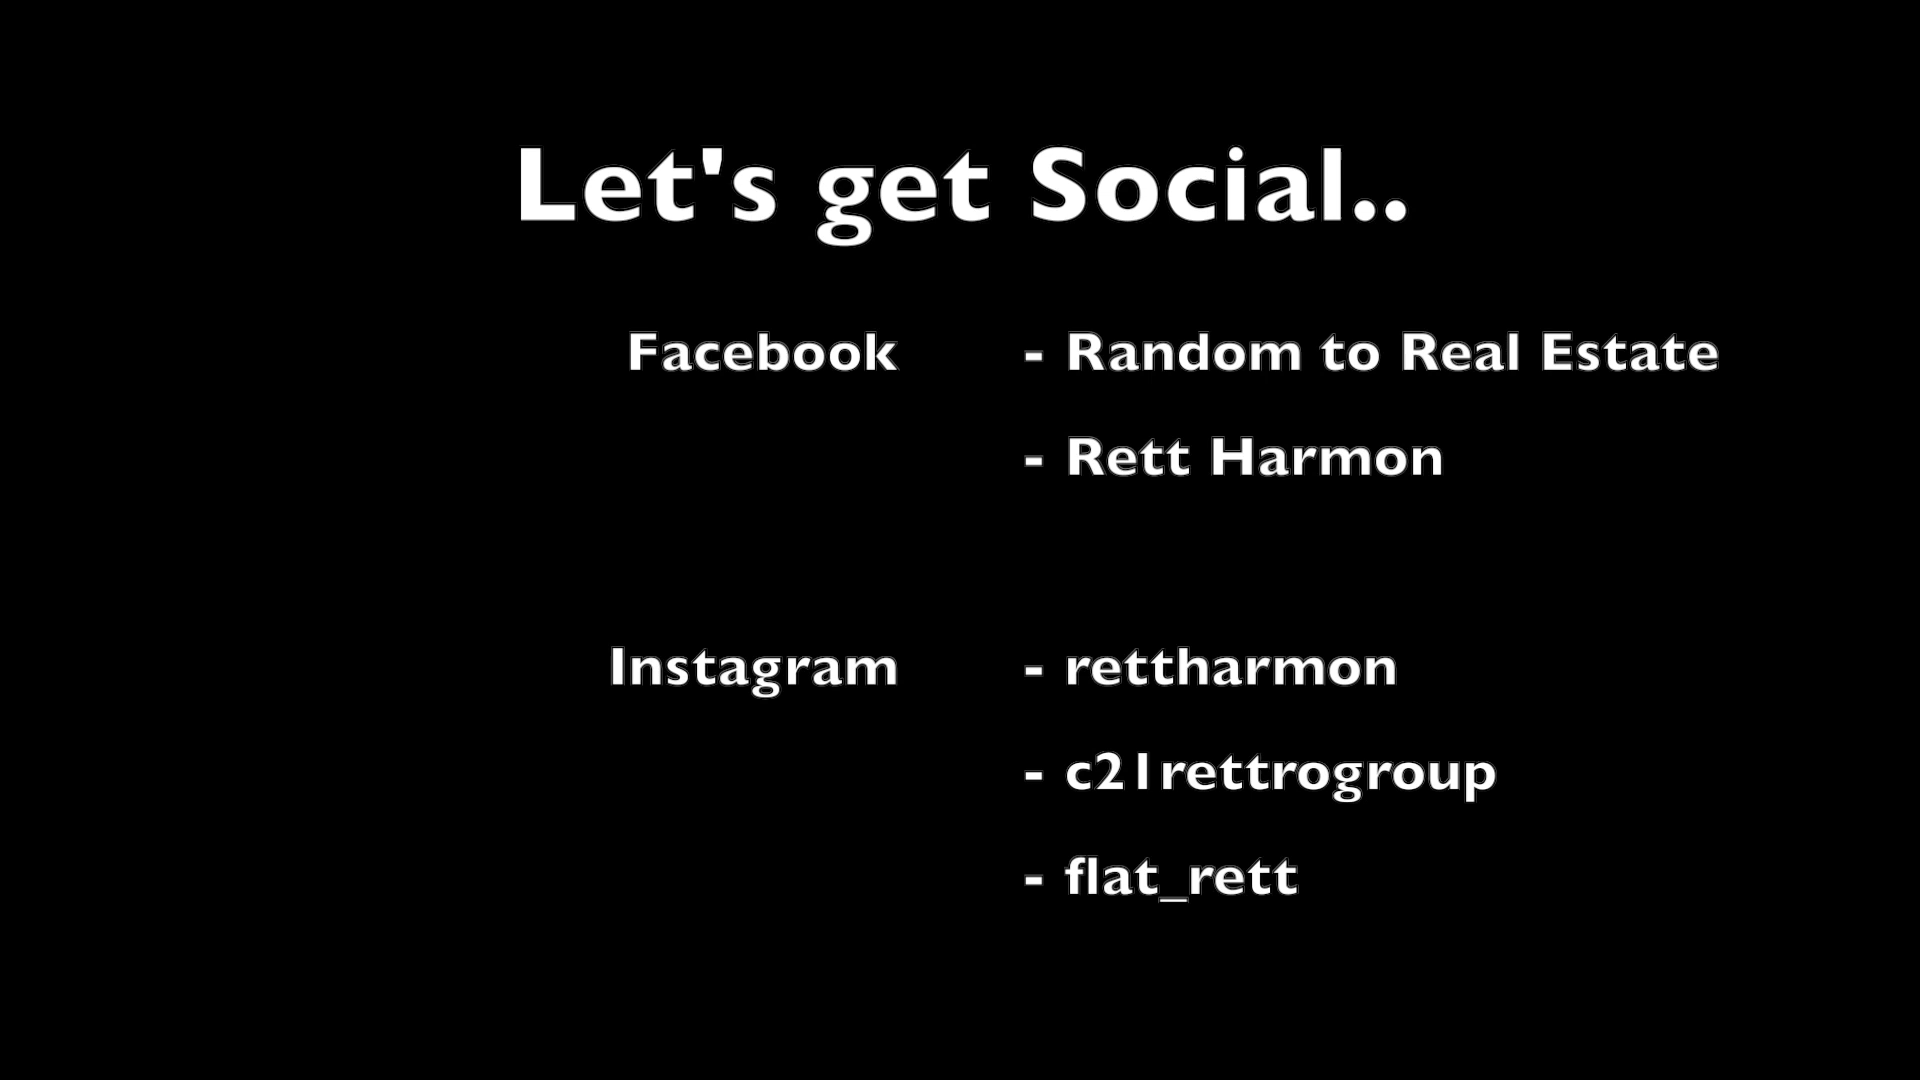 Let's get Social..
Facebook - Random to Real Estate
- Rett Harmon
Instagram - rettharmon
- c21rettrogroup
- flat_rett